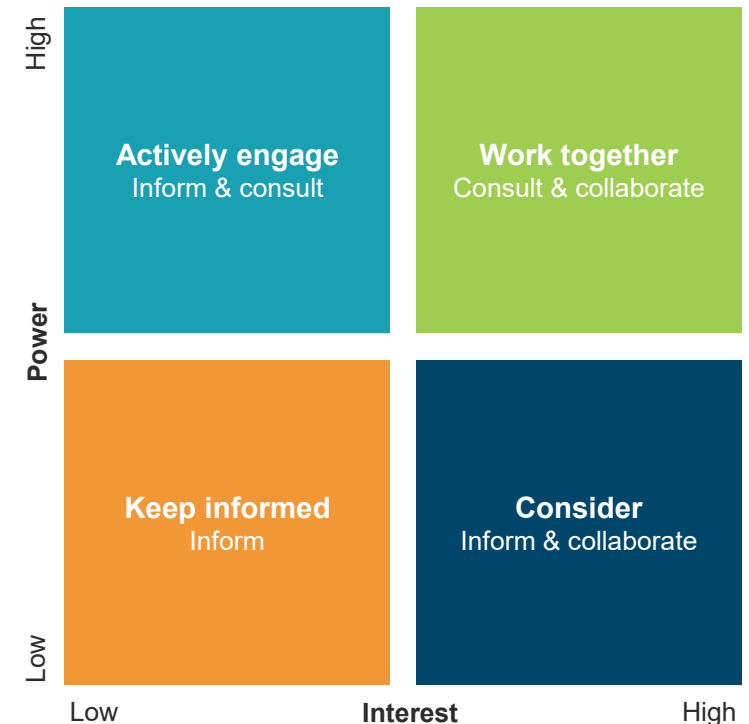 High
Actively engage
Inform & consult
Work together
Consult & collaborate
Power
Keep informed
Inform
Consider
Inform & collaborate
Low
Low
Interest
High